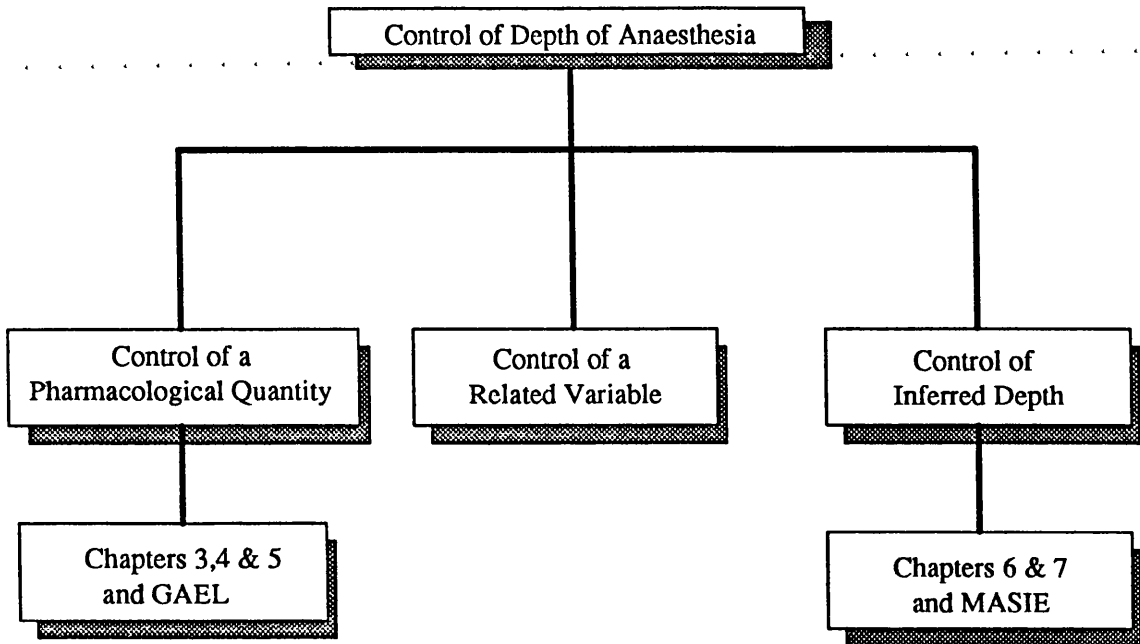 Control of Depth of Anaesthesia
Control of a
Pharmacological Quantity
Control of a
Related Variable
Control of
Inferred Depth
Chapters 3,4 & 5
and GAEL
Chapters 6 & 7
and MASIE